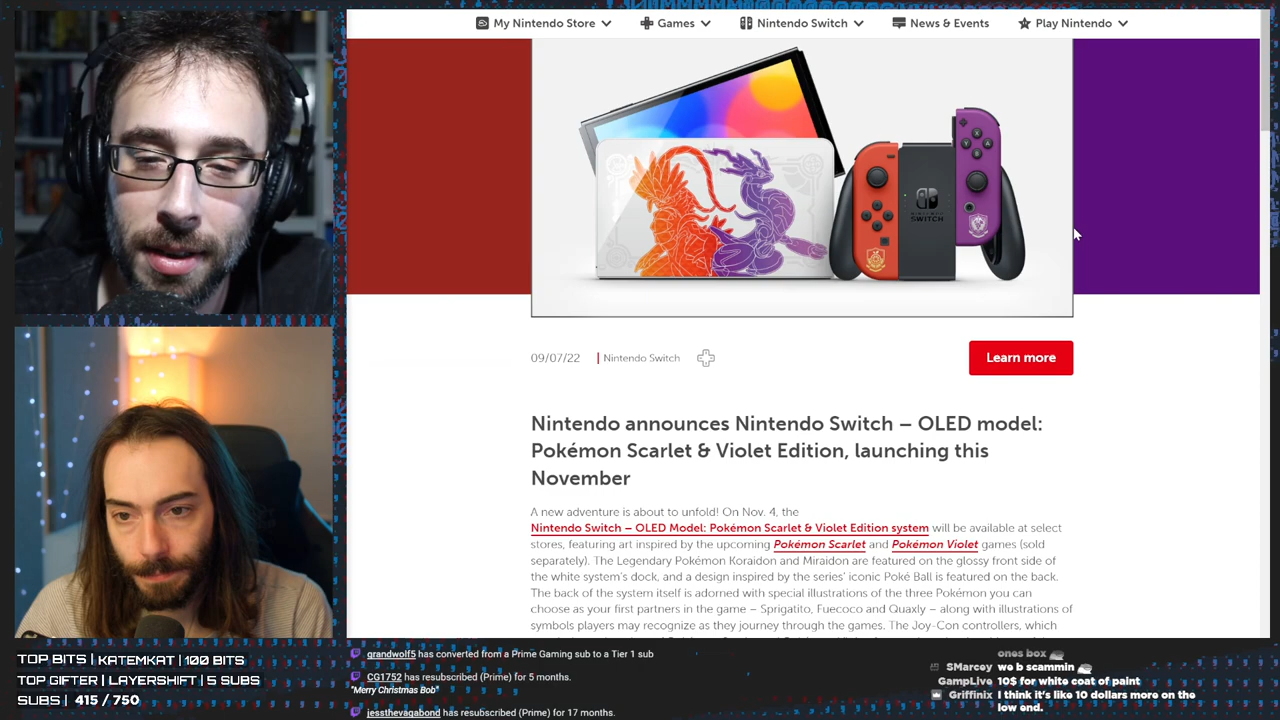 My Nintendo Store
Games
Nintendo Switch
News & Events
Play Nintendo
NINTENDO
SWITCH
09/07/22
Nintendo Switch
Learn more
Nintendo announces Nintendo Switch – OLED model:
Pokémon Scarlet & Violet Edition, launching this
November
A new adventure is about to unfold! On Nov. 4, the
Nintendo Switch – OLED Model: Pokémon Scarlet & Violet Edition system will be available at select
stores, featuring art inspired by the upcoming Pokémon Scarlet and Pokémon Violet games (sold
separately). The Legendary Pokémon Koraidon and Miraidon are featured on the glossy front side of
the white system's dock, and a design inspired by the series' iconic Poké Ball is featured on the back.
The back of the system itself is adorned with special illustrations of the three Pokémon you can
choose as your first partners in the game – Sprigatito, Fuecoco and Quaxly – along with illustrations of
symbols players may recognize as they journey through the games. The Joy-Con controllers, which
TOP BITS | KATEMKAT | 100 BITS
TOP GIFTER | LAYERSHIFT | 5 SUBS
SUBS | 415 / 750
grandwolf5 has converted from a Prime Gaming sub to a Tier 1 sub
CG1752 has resubscribed (Prime) for 5 months.
"Merry Christmas Bob"
jessthevagabond has resubscribed (Prime) for 17 months.
ones box
SMarcey we b scammin
GampLive 10$ for white coat of paint
Griffinix I think it's like 10 dollars more on the
low end.